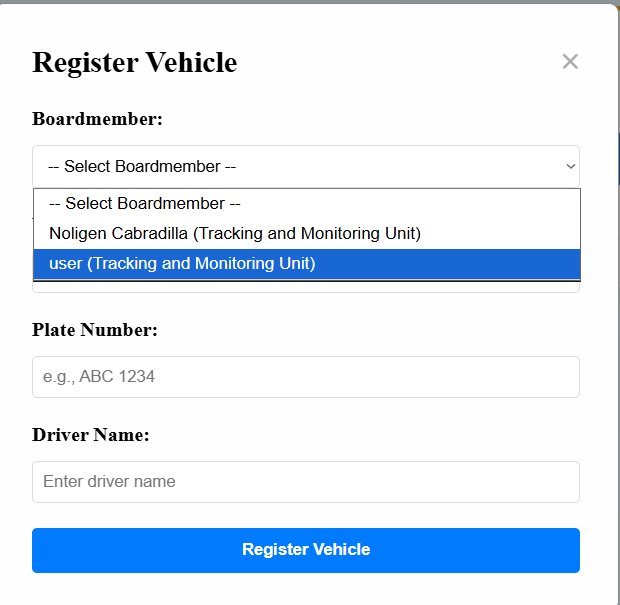 Register Vehicle ×
Boardmember:
-- Select Boardmember --
-- Select Boardmember --
Noligen Cabradilla (Tracking and Monitoring Unit)
user (Tracking and Monitoring Unit)
Plate Number:
e.g., ABC 1234
Driver Name:
Enter driver name
Register Vehicle